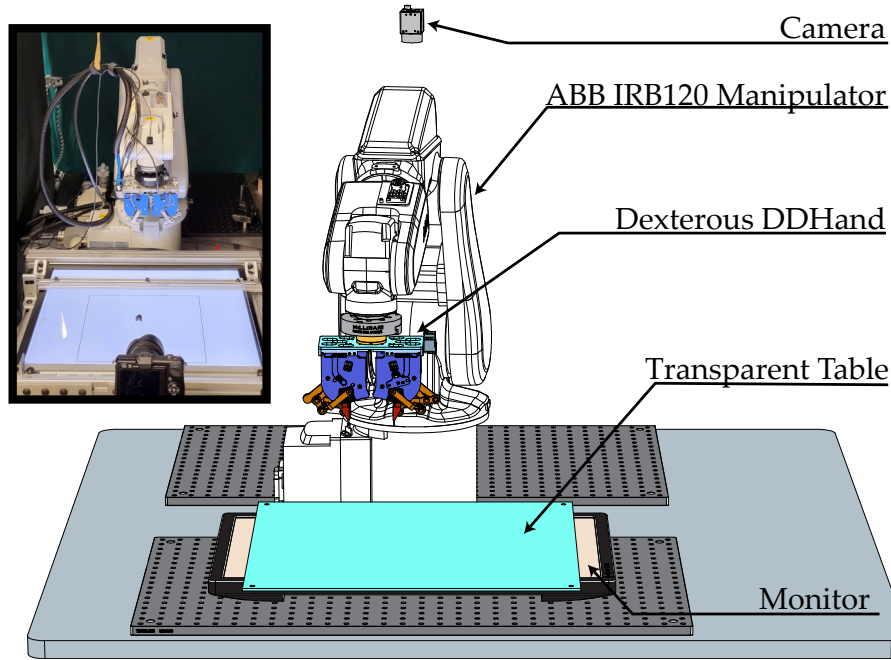 Camera
ABB IRB120 Manipulator
Dexterous DDHand
Transparent Table
Monitor